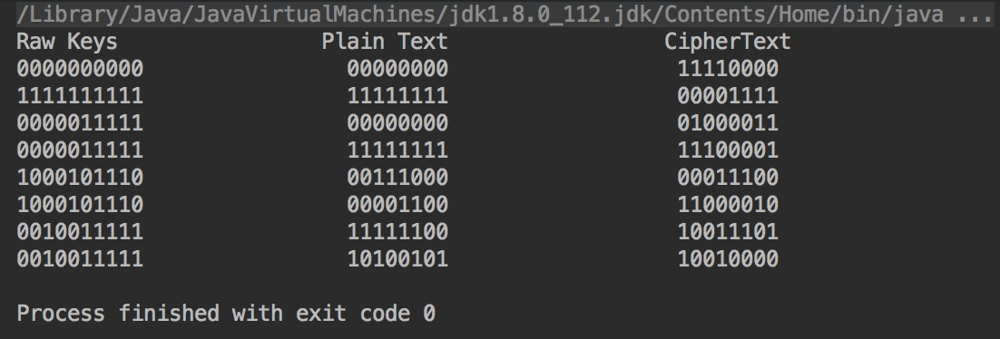 /Library/Java/JavaVirtualMachines/jdk1.8.0_112.jdk/Contents/Home/bin/java ...
Raw Keys Plain Text CipherText
0000000000 00000000 11110000
1111111111 11111111 00001111
0000011111 00000000 01000011
0000011111 11111111 11100001
1000101110 00111000 00011100
1000101110 00001100 11000010
0010011111 11111100 10011101
0010011111 10100101 10010000
Process finished with exit code 0